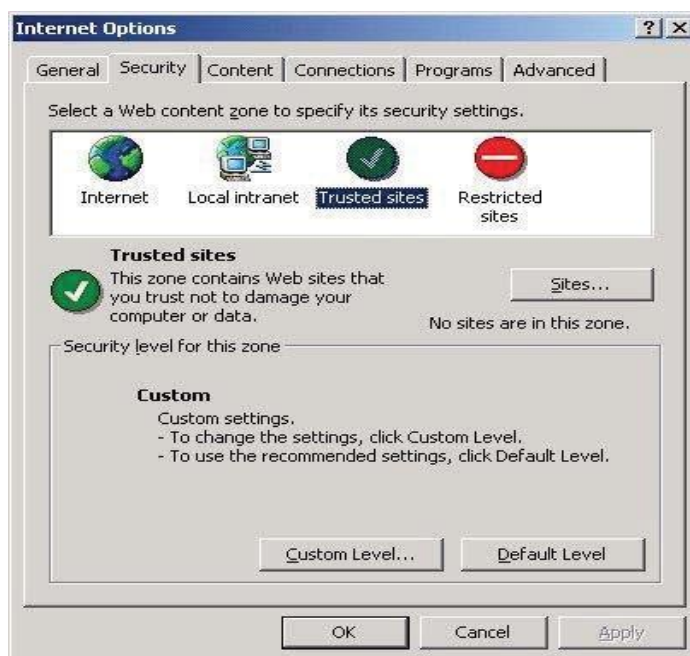 Internet Options
? X
General Security Content Connections Programs Advanced
Select a Web content zone to specify its security settings.
Internet Local intranet Trusted sites Restricted
sites
Trusted sites
This zone contains Web sites that
you trust not to damage your
computer or data.
Sites...
No sites are in this zone.
Security level for this zone
Custom
Custom settings.
- To change the settings, click Custom Level.
- To use the recommended settings, click Default Level.
Custom Level... Default Level
OK Cancel Apply